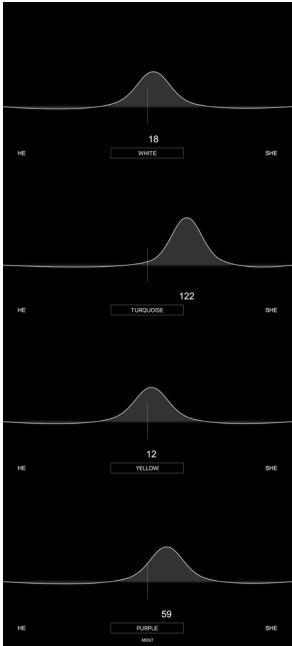 18
HE WHITE SHE
122
HE TURQUOISE SHE
12
HE YELLOW SHE
59
HE PURPLE SHE
ABOUT